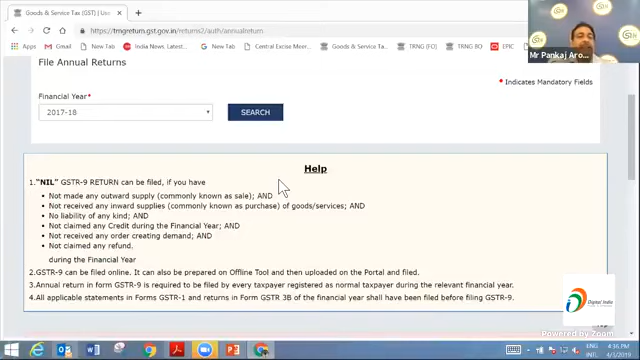 Goods & Service Tax (GST) | Use
https://trngreturn.gst.gov.in/returns2/auth/annualreturn
Apps
Gmail
India News, Latest...
New Tab
Central Excise Meer...
Goods & Service Ta...
TRNG (FO)
TRNG BO
EPIC
Mr Pankaj Aro...
File Annual Returns
• Indicates Mandatory Fields
Financial Year*
2017-18
SEARCH
Help
1."NIL" GSTR-9 RETURN can be filed, if you have
• Not made any outward supply (commonly known as sale); AND
• Not received any inward supplies (commonly known as purchase) of goods/services; AND
• No liability of any kind; AND
• Not claimed any Credit during the Financial Year; AND
• Not received any order creating demand; AND
• Not claimed any refund.
during the Financial Year
2.GSTR-9 can be filed online. It can also be prepared on Offline Tool and then uploaded on the Portal and filed.
3.Annual return in form GSTR-9 is required to be filed by every taxpayer registered as normal taxpayer during the relevant financial year.
4.All applicable statements in Forms GSTR-1 and returns in Form GSTR 3B of the financial year shall have been filed before filing GSTR-9.
Digital India
Powered by Zoom
ENG
INTL
4:36 PM
4/3/2019